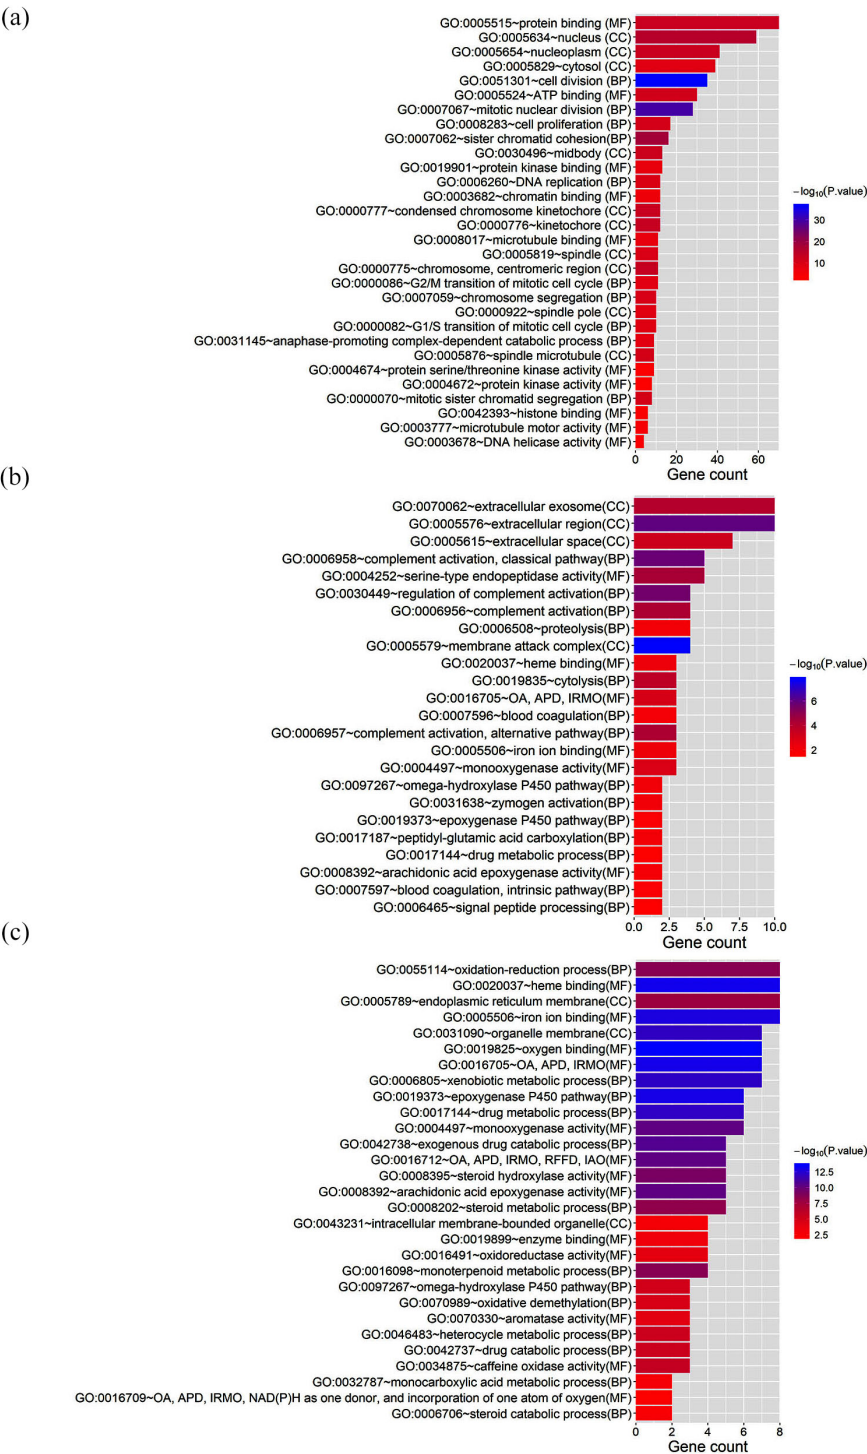 (a)
GO:0005515~protein binding (MF)
GO:0005634~nucleus (CC)
GO:0005654~nucleoplasm (CC)
GO:0005829~cytosol (CC)
GO:0051301~cell division (BP)
GO:0005524~ATP binding (MF)
GO:0007067~mitotic nuclear division (BP)
GO:0008283~cell proliferation (BP)
GO:0007062~sister chromatid cohesion(BP)
GO:0030496~midbody (CC)
GO:0019901~protein kinase binding (MF)
GO:0006260~DNA replication (BP)
GO:0003682~chromatin binding (MF)
GO:0000777~condensed chromosome kinetochore (CC)
GO:0000776~kinetochore (CC)
GO:0008017~microtubule binding (MF)
GO:0005819~spindle (CC)
GO:0000775~chromosome, centromeric region (CC)
GO:0000086~G2/M transition of mitotic cell cycle (BP)
GO:0007059~chromosome segregation (BP)
GO:0000922~spindle pole (CC)
GO:0000082~G1/S transition of mitotic cell cycle (BP)
GO:0031145~anaphase-promoting complex-dependent catabolic process (BP)
GO:0005876~spindle microtubule (CC)
GO:0004674~protein serine/threonine kinase activity (MF)
GO:0004672~protein kinase activity (MF)
GO:0000070~mitotic sister chromatid segregation (BP)
GO:0042393~histone binding (MF)
GO:0003777~microtubule motor activity (MF)
GO:0003678~DNA helicase activity (MF)
0 20 40 60
Gene count
−log10(P.value)
30
20
10
(b)
GO:0070062~extracellular exosome(CC)
GO:0005576~extracellular region(CC)
GO:0005615~extracellular space(CC)
GO:0006958~complement activation, classical pathway(BP)
GO:0004252~serine-type endopeptidase activity(MF)
GO:0030449~regulation of complement activation(BP)
GO:0006956~complement activation(BP)
GO:0006508~proteolysis(BP)
GO:0005579~membrane attack complex(CC)
GO:0020037~heme binding(MF)
GO:0019835~cytolysis(BP)
GO:0016705~OA, APD, IRMO(MF)
GO:0007596~blood coagulation(BP)
GO:0006957~complement activation, alternative pathway(BP)
GO:0005506~iron ion binding(MF)
GO:0004497~monooxygenase activity(MF)
GO:0097267~omega-hydroxylase P450 pathway(BP)
GO:0031638~zymogen activation(BP)
GO:0019373~epoxygenase P450 pathway(BP)
GO:0017187~peptidyl-glutamic acid carboxylation(BP)
GO:0017144~drug metabolic process(BP)
GO:0008392~arachidonic acid epoxygenase activity(MF)
GO:0007597~blood coagulation, intrinsic pathway(BP)
GO:0006465~signal peptide processing(BP)
0.0 2.5 5.0 7.5 10.0
Gene count
−log10(P.value)
6
4
2
(c)
GO:0055114~oxidation-reduction process(BP)
GO:0020037~heme binding(MF)
GO:0005789~endoplasmic reticulum membrane(CC)
GO:0005506~iron ion binding(MF)
GO:0031090~organelle membrane(CC)
GO:0019825~oxygen binding(MF)
GO:0016705~OA, APD, IRMO(MF)
GO:0006805~xenobiotic metabolic process(BP)
GO:0019373~epoxygenase P450 pathway(BP)
GO:0017144~drug metabolic process(BP)
GO:0004497~monooxygenase activity(MF)
GO:0042738~exogenous drug catabolic process(BP)
GO:0016712~OA, APD, IRMO, RFFD, IAO(MF)
GO:0008395~steroid hydroxylase activity(MF)
GO:0008392~arachidonic acid epoxygenase activity(MF)
GO:0008202~steroid metabolic process(BP)
GO:0043231~intracellular membrane-bounded organelle(CC)
GO:0019899~enzyme binding(MF)
GO:0016491~oxidoreductase activity(MF)
GO:0016098~monoterpenoid metabolic process(BP)
GO:0097267~omega-hydroxylase P450 pathway(BP)
GO:0070989~oxidative demethylation(BP)
GO:0070330~aromatase activity(MF)
GO:0046483~heterocycle metabolic process(BP)
GO:0042737~drug catabolic process(BP)
GO:0034875~caffeine oxidase activity(MF)
GO:0032787~monocarboxylic acid metabolic process(BP)
GO:0016709~OA, APD, IRMO, NAD(P)H as one donor, and incorporation of one atom of oxygen(MF)
GO:0006706~steroid catabolic process(BP)
0 2 4 6 8
Gene count
−log10(P.value)
12.5
10.0
7.5
5.0
2.5